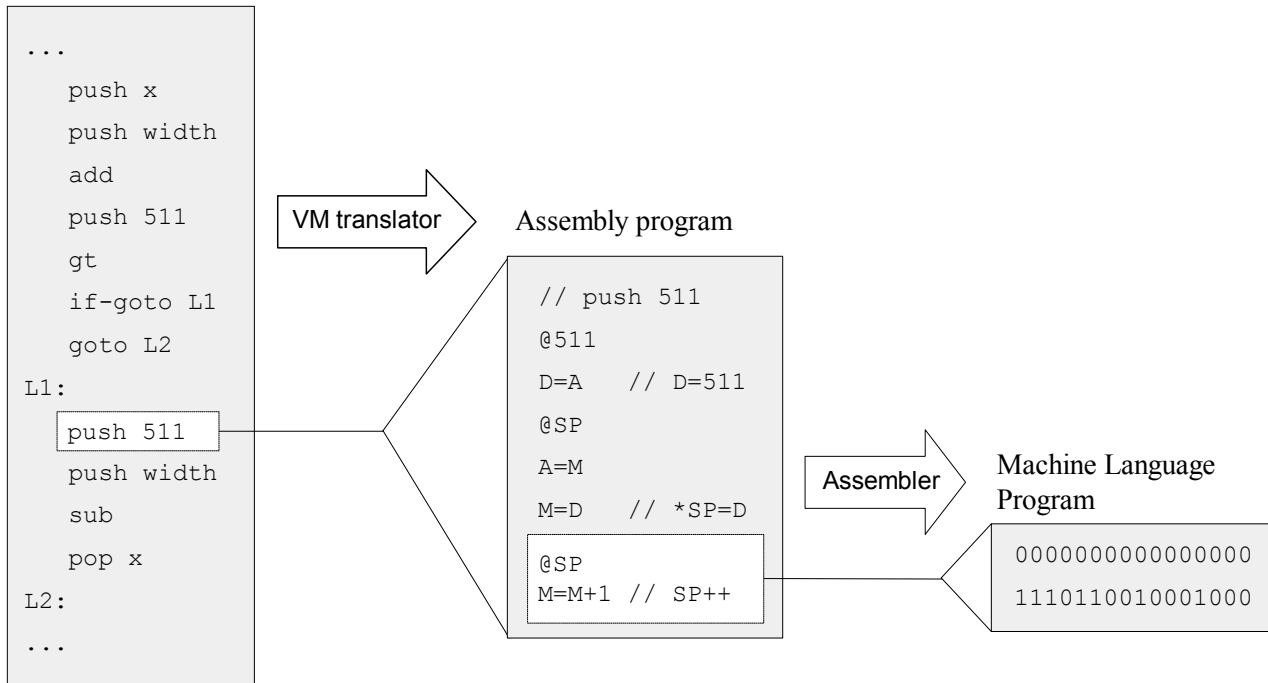 ...
push x
push width
add
push 511
gt
if-goto L1
goto L2
L1:
push 511
push width
sub
pop x
L2:
...
VM translator
Assembly program
// push 511
@511
D=A // D=511
@SP
A=M
M=D // *SP=D
@SP
M=M+1 // SP++
Assembler
Machine Language
Program
0000000000000000
1110110010001000